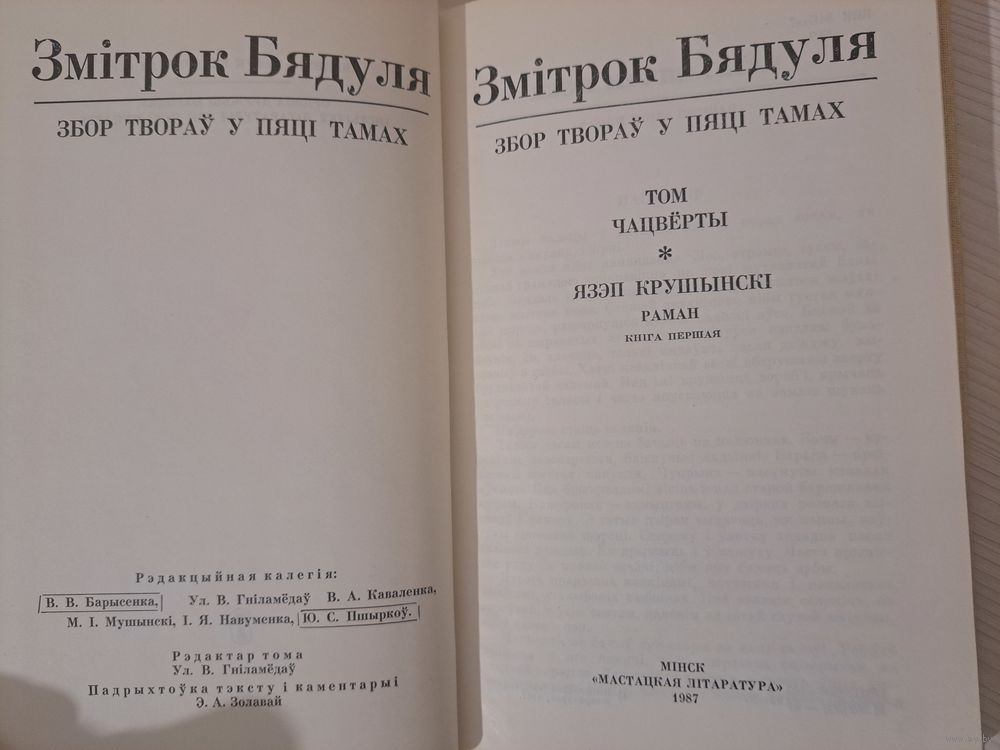 Змітрок Бядуля
ЗБОР ТВОРАЎ У ПЯЦІ ТАМАХ
Рэдакцыйная калегія:
В. В. Барысенка, Ул. В. Гніламёдаў В. А. Каваленка,
М. І. Мушынскі, І. Я. Навуменка, Ю. С. Пшыркоў.
Рэдактар тома
Ул. В. Гніламёдаў
Падрыхтоўка тэксту і каментарыі
Э. А. Золавай
Змітрок Бядуля
ЗБОР ТВОРАЎ У ПЯЦІ ТАМАХ
ТОМ
ЧАЦВЁРТЫ
*
ЯЗЭП КРУШЫНСКІ
РАМАН
КНІГА ПЕРШАЯ
МІНСК
«МАСТАЦКАЯ ЛІТАРАТУРА»
1987